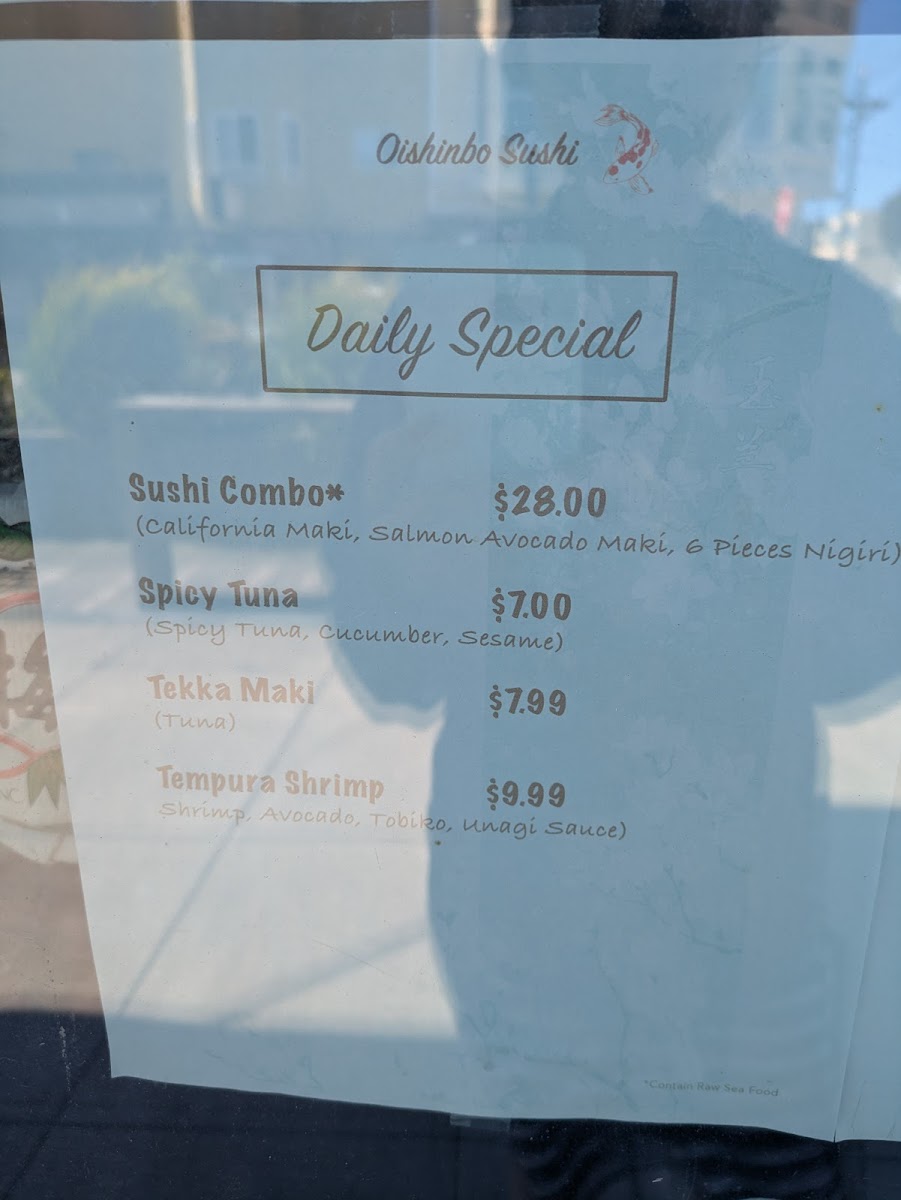 Oishinbo Sushi
Daily Special
Sushi Combo* $28.00
(California Maki, Salmon Avocado Maki, 6 Pieces Nigiri)
Spicy Tuna $7.00
(Spicy Tuna, Cucumber, Sesame)
Tekka Maki $7.99
(Tuna)
Tempura Shrimp $9.99
Shrimp, Avocado, Tobiko, Unagi Sauce)
*Contain Raw Sea Food